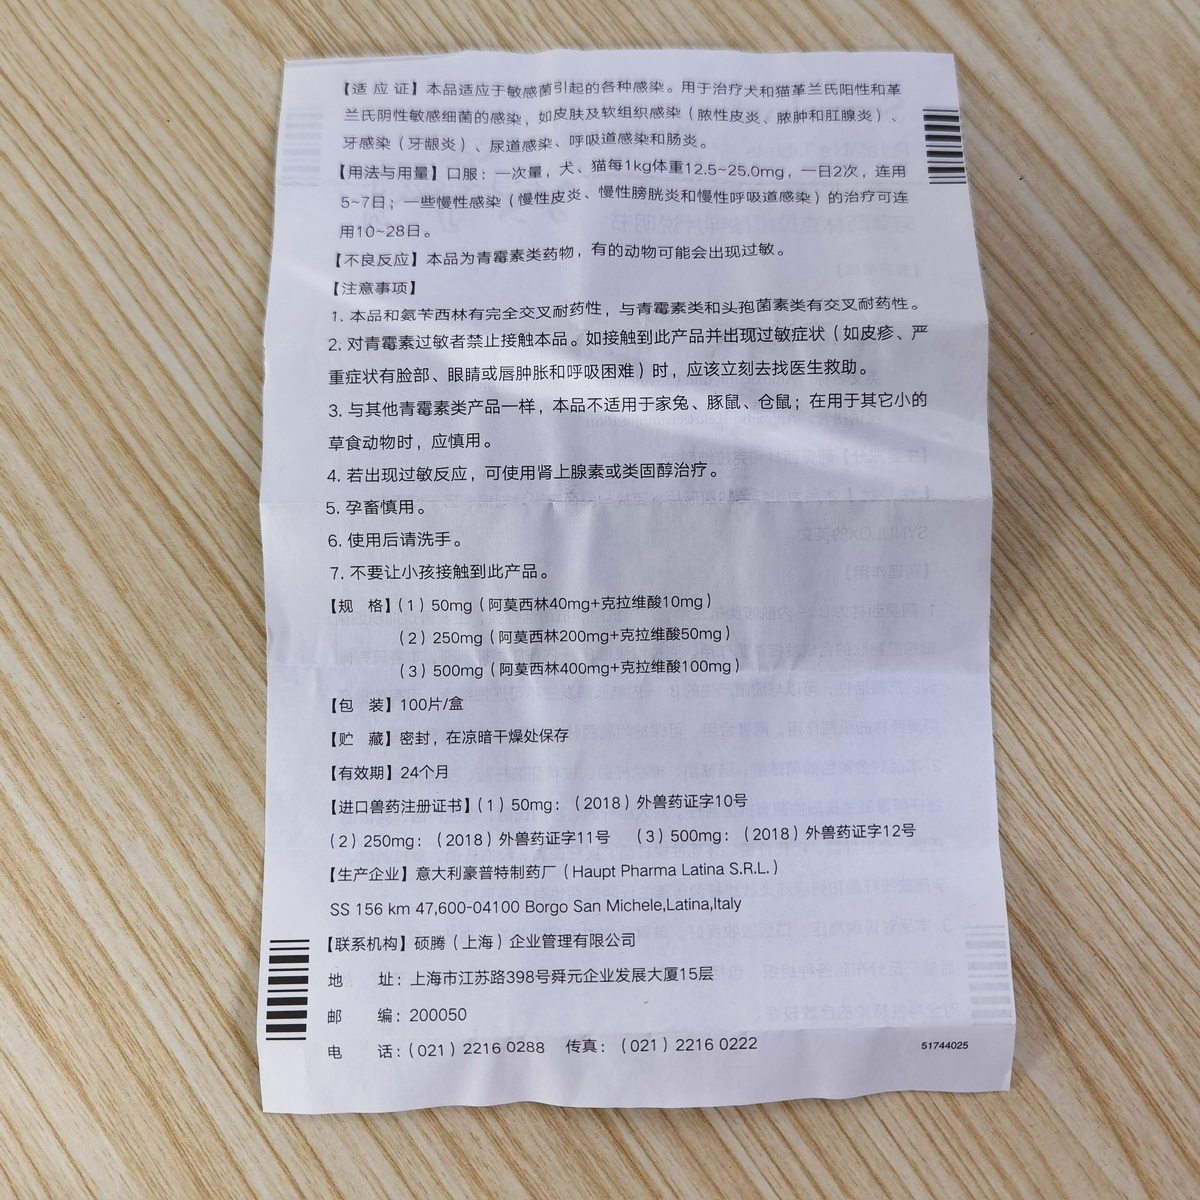 【适 应 证】本品适应于敏感菌引起的各种感染。用于治疗犬和猫革兰氏阳性和革
兰氏阴性敏感细菌的感染，如皮肤及软组织感染（脓性皮炎、脓肿和肛腺炎）、
牙感染（牙龈炎）、尿道感染、呼吸道感染和肠炎。
【用法与用量】口服：一次量，犬、猫每1kg体重12.5~25.0mg，一日2次，连用
5~7日；一些慢性感染（慢性皮炎、慢性膀胱炎和慢性呼吸道感染）的治疗可连
用10~28日。
【不良反应】本品为青霉素类药物，有的动物可能会出现过敏。
【注意事项】
1. 本品和氨苄西林有完全交叉耐药性，与青霉素类和头孢菌素类有交叉耐药性。
2. 对青霉素过敏者禁止接触本品。如接触到此产品并出现过敏症状（如皮疹、严
重症状有脸部、眼睛或唇肿胀和呼吸困难）时，应该立刻去找医生救助。
3. 与其他青霉素类产品一样，本品不适用于家兔、豚鼠、仓鼠；在用于其它小的
草食动物时，应慎用。
4. 若出现过敏反应，可使用肾上腺素或类固醇治疗。
5. 孕畜慎用。
6. 使用后请洗手。
7. 不要让小孩接触到此产品。
【规 格】（1）50mg（阿莫西林40mg+克拉维酸10mg）
（2）250mg（阿莫西林200mg+克拉维酸50mg）
（3）500mg（阿莫西林400mg+克拉维酸100mg）
【包 装】100片/盒
【贮 藏】密封，在凉暗干燥处保存
【有效期】24个月
【进口兽药注册证书】（1）50mg：（2018）外兽药证字10号
（2）250mg：（2018）外兽药证字11号 （3）500mg：（2018）外兽药证字12号
【生产企业】意大利豪普特制药厂（Haupt Pharma Latina S.R.L.）
SS 156 km 47,600-04100 Borgo San Michele,Latina,Italy
【联系机构】硕腾（上海）企业管理有限公司
地 址：上海市江苏路398号舜元企业发展大厦15层
邮 编：200050
电 话：（021）2216 0288 传真：（021）2216 0222
51744025